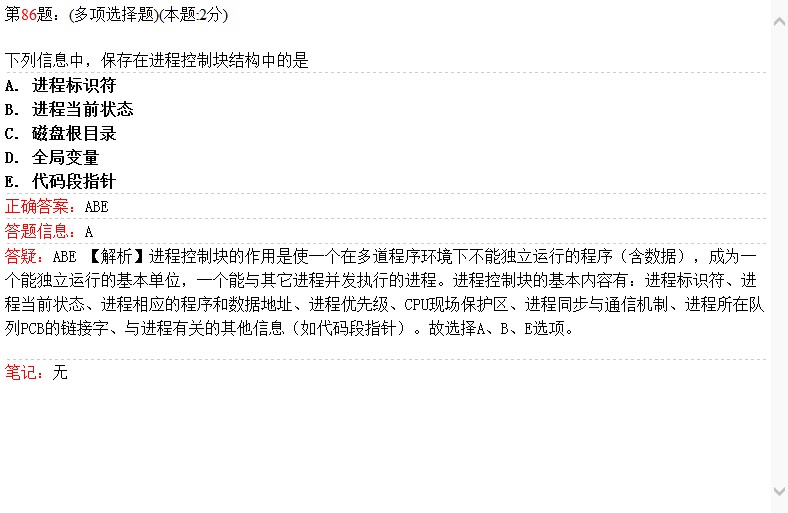 第86题：(多项选择题)(本题:2分)
下列信息中，保存在进程控制块结构中的是
A. 进程标识符
B. 进程当前状态
C. 磁盘根目录
D. 全局变量
E. 代码段指针
正确答案：ABE
答题信息：A
答疑：ABE 【解析】进程控制块的作用是使一个在多道程序环境下不能独立运行的程序（含数据），成为一
个能独立运行的基本单位，一个能与其它进程并发执行的进程。进程控制块的基本内容有：进程标识符、进
程当前状态、进程相应的程序和数据地址、进程优先级、CPU现场保护区、进程同步与通信机制、进程所在队
列PCB的链接字、与进程有关的其他信息（如代码段指针）。故选择A、B、E选项。
笔记：无